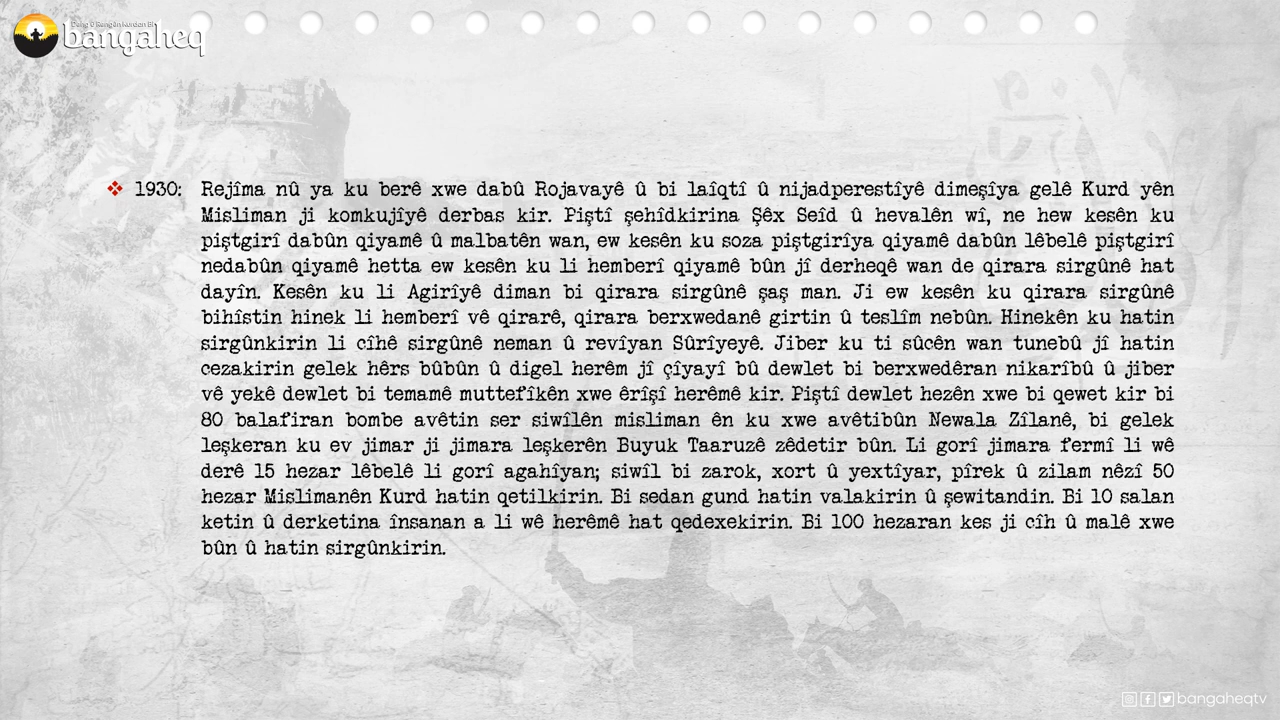 Deng û Bangên Kurdan Bi
bangaheq
❖ 1930: Rejîma nû ya ku berê xwe dabû Rojavayê û bi laîqtî û nijadperestîyê dimeşîya gelê Kurd yên
Misliman ji komkujîyê derbas kir. Piştî şehîdkirina Şêx Seîd û hevalên wî, ne hew kesên ku
piştgirî dabûn qiyamê û malbatên wan, ew kesên ku soza piştgirîya qiyamê dabûn lêbelê piştgirî
nedabûn qiyamê hetta ew kesên ku li hemberî qiyamê bûn jî derheqê wan de qirara sirgûnê hat
dayîn. Kesên ku li Agirîyê diman bi qirara sirgûnê şaş man. Ji ew kesên ku qirara sirgûnê
bihîstin hinek li hemberî vê qirarê, qirara berxwedanê girtin û teslîm nebûn. Hinekên ku hatin
sirgûnkirin li cîhê sirgûnê neman û revîyan Sûrîyeyê. Jiber ku ti sûcên wan tunebû jî hatin
cezakirin gelek hêrs bûbûn û digel herêm jî çîyayî bû dewlet bi berxwedêran nikarîbû û jiber
vê yekê dewlet bi temamê muttefîkên xwe êrîşî herêmê kir. Piştî dewlet hezên xwe bi qewet kir bi
80 balafiran bombe avêtin ser siwîlên misliman ên ku xwe avêtibûn Newala Zîlanê, bi gelek
leşkeran ku ev jimar ji jimara leşkerên Buyuk Taaruzê zêdetir bûn. Li gorî jimara fermî li wê
derê 15 hezar lêbelê li gorî agahîyan; siwîl bi zarok, xort û yextîyar, pîrek û zilam nêzî 50
hezar Mislimanên Kurd hatin qetilkirin. Bi sedan gund hatin valakirin û şewitandin. Bi 10 salan
ketin û derketina însanan a li wê herêmê hat qedexekirin. Bi 100 hezaran kes ji cîh û malê xwe
bûn û hatin sirgûnkirin.
bangaheqtv